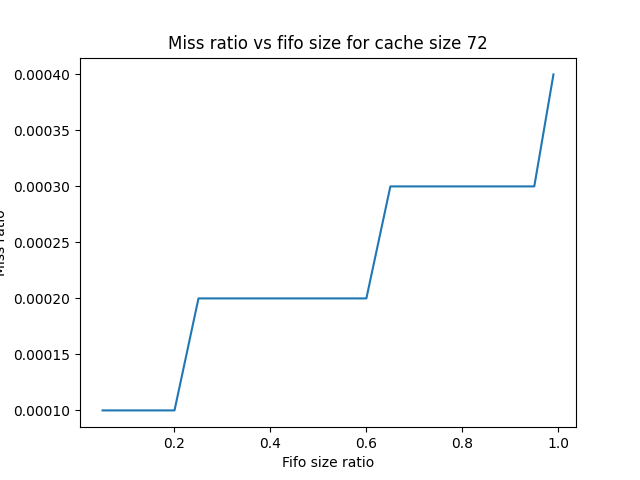 Miss ratio vs fifo size for cache size 72
0.00040
0.00035
0.00030
0.00025
0.00020
0.00015
0.00010
Miss ratio
0.2 0.4 0.6 0.8 1.0
Fifo size ratio